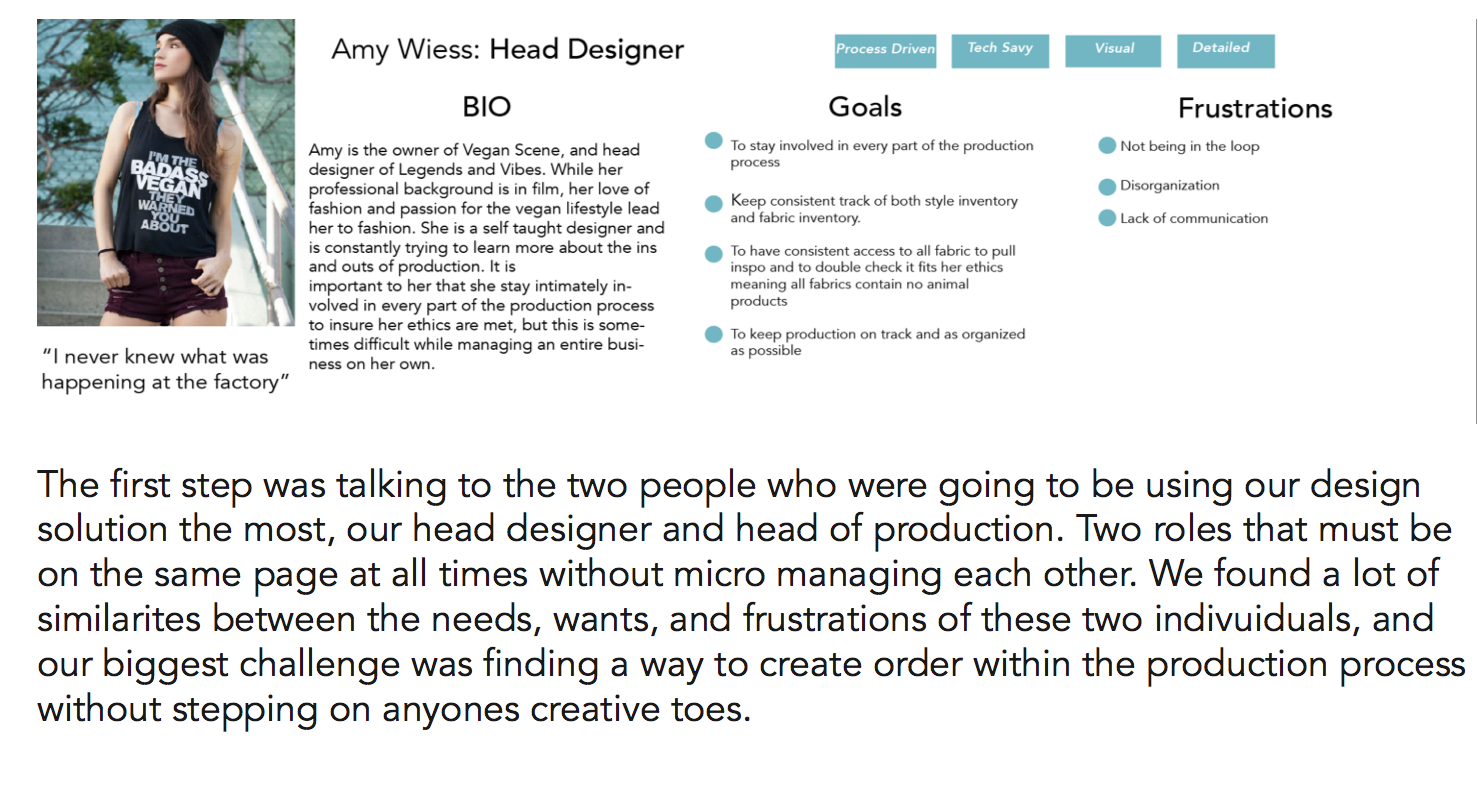 Amy Wiess: Head Designer
Process Driven
Tech Savy
Visual
Detailed
I'M THE
BADASS
VEGAN
THEY
WARNED
YOU
ABOUT
"I never knew what was
happening at the factory"
BIO
Amy is the owner of Vegan Scene, and head
designer of Legends and Vibes. While her
professional background is in film, her love of
fashion and passion for the vegan lifestyle lead
her to fashion. She is a self taught designer and
is constantly trying to learn more about the ins
and outs of production. It is
important to her that she stay intimately in-
volved in every part of the production process
to insure her ethics are met, but this is some-
times difficult while managing an entire busi-
ness on her own.
Goals
To stay involved in every part of the production
process
Keep consistent track of both style inventory
and fabric inventory.
To have consistent access to all fabric to pull
inspo and to double check it fits her ethics
meaning all fabrics contain no animal
products
To keep production on track and as organized
as possible
Frustrations
Not being in the loop
Disorganization
Lack of communication
The first step was talking to the two people who were going to be using our design
solution the most, our head designer and head of production. Two roles that must be
on the same page at all times without micro managing each other. We found a lot of
similarites between the needs, wants, and frustrations of these two indivuiduals, and
our biggest challenge was finding a way to create order within the production process
without stepping on anyones creative toes.